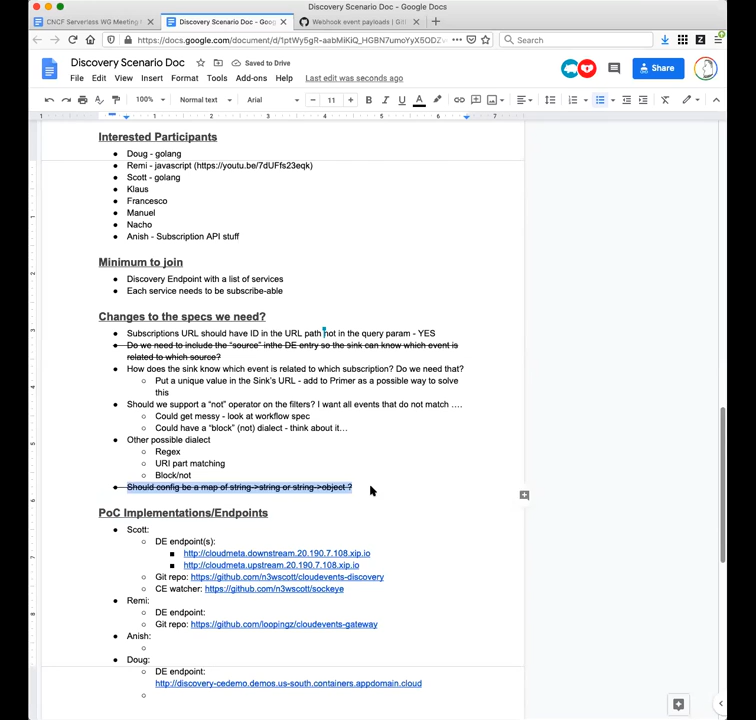 Discovery Scenario Doc - Google Docs
CNCF Serverless WG Meeting
Discovery Scenario Doc - Goog
Webhook event payloads | Git
https://docs.google.com/document/d/1ptWy5gR-aabMiKiQ_HGBN7umoYyX5ODZv
Search
Discovery Scenario Doc
Saved to Drive
File Edit View Insert Format Tools Add-ons Help Last edit was seconds ago
Share
100% Normal text Arial 11 B I U A
1 1 2 3 4 5 6 7
Interested Participants
Doug - golang
Remi - javascript (https://youtu.be/7dUFfs23eqk)
Scott - golang
Klaus
Francesco
Manuel
Nacho
Anish - Subscription API stuff
Minimum to join
Discovery Endpoint with a list of services
Each service needs to be subscribe-able
Changes to the specs we need?
Subscriptions URL should have ID in the URL path not in the query param - YES
Do we need to include the "source" inthe DE entry so the sink can know which event is
related to which source?
How does the sink know which event is related to which subscription? Do we need that?
Put a unique value in the Sink's URL - add to Primer as a possible way to solve
this
Should we support a "not" operator on the filters? I want all events that do not match ….
Could get messy - look at workflow spec
Could have a "block" (not) dialect - think about it…
Other possible dialect
Regex
URI part matching
Block/not
Should config be a map of string->string or string->object ?
PoC Implementations/Endpoints
Scott:
DE endpoint(s):
http://cloudmeta.downstream.20.190.7.108.xip.io
http://cloudmeta.upstream.20.190.7.108.xip.io
Git repo: https://github.com/n3wscott/cloudevents-discovery
CE watcher: https://github.com/n3wscott/sockeye
Remi:
DE endpoint:
Git repo: https://github.com/loopingz/cloudevents-gateway
Anish:
Doug:
DE endpoint:
http://discovery-cedemo.demos.us-south.containers.appdomain.cloud